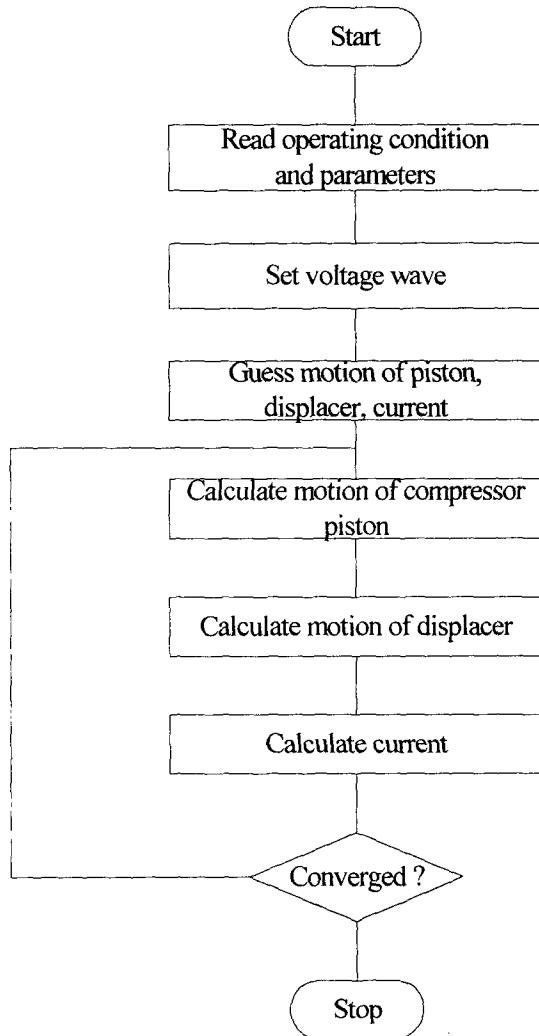 Start
Read operating condition
and parameters
Set voltage wave
Guess motion of piston,
displacer, current
Calculate motion of compressor
piston
Calculate motion of displacer
Calculate current
Converged ?
Stop